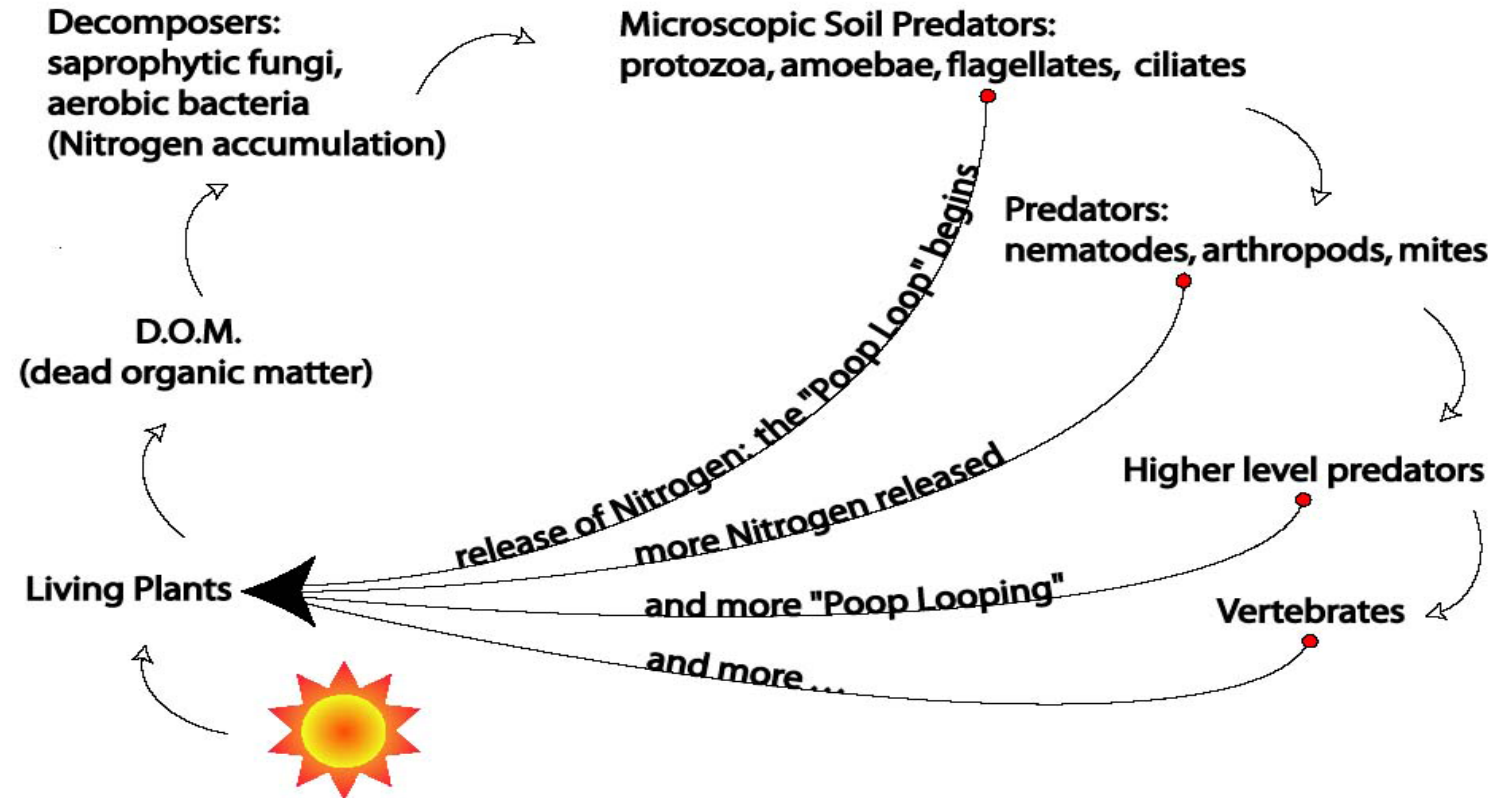 Decomposers:
saprophytic fungi,
aerobic bacteria
(Nitrogen accumulation)
Microscopic Soil Predators:
protozoa, amoebae, flagellates, ciliates
Predators:
nematodes, arthropods, mites
D.O.M.
(dead organic matter)
release of Nitrogen: the "Poop Loop" begins
more Nitrogen released
Higher level predators
and more "Poop Looping"
Living Plants
Vertebrates
and more ...